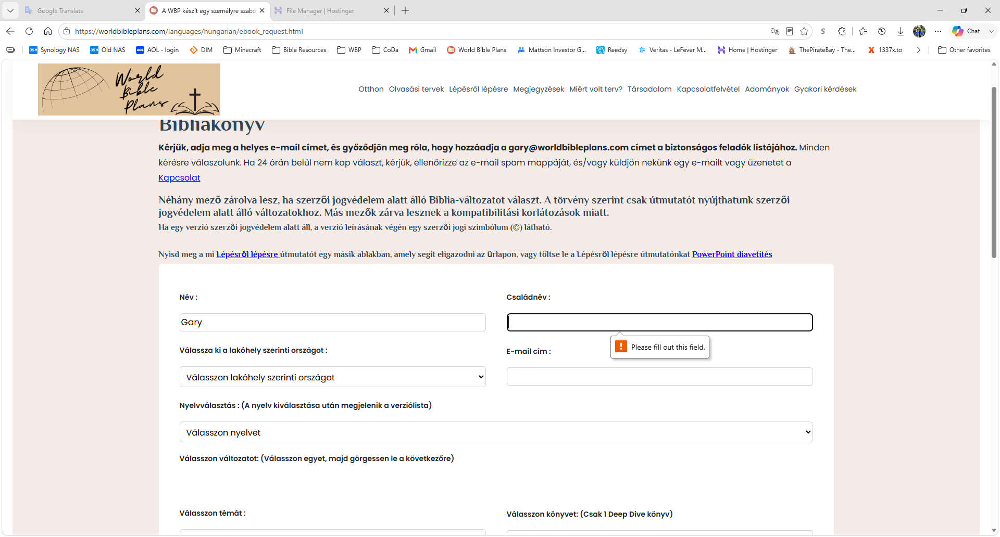 Google Translate
A WBP készít egy személyre szabo
File Manager | Hostinger
https://worldbibleplans.com/languages/hungarian/ebook_request.html
Chat
Synology NAS
Old NAS
AOL - login
DIM
Minecraft
Bible Resources
WBP
CoDa
Gmail
World Bible Plans
Mattson Investor G...
Reedsy
Veritas - LeFever M...
Home | Hostinger
ThePirateBay - The...
1337x.to
Other favorites
World
Bible
Plans
Otthon Olvasási tervek Lépésről lépésre Megjegyzések Miért volt terv? Társadalom Kapcsolatfelvétel Adományok Gyakori kérdések
Bibliakönyv
Kérjük, adja meg a helyes e-mail címet, és győződjön meg róla, hogy hozzáadja a gary@worldbibleplans.com címet a biztonságos feladók listájához. Minden
kérésre válaszolunk. Ha 24 órán belül nem kap választ, kérjük, ellenőrizze az e-mail spam mappáját, és/vagy küldjön nekünk egy e-mailt vagy üzenetet a
Kapcsolat
Néhány mező zárolva lesz, ha szerzői jogvédelem alatt álló Biblia-változatot választ. A törvény szerint csak útmutatót nyújthatunk szerzői
jogvédelem alatt álló változatokhoz. Más mezők zárva lesznek a kompatibilitási korlátozások miatt.
Ha egy verzió szerzői jogvédelem alatt áll, a verzió leírásának végén egy szerzői jogi szimbólum (©) látható.
Nyisd meg a mi Lépésről lépésre útmutatót egy másik ablakban, amely segít eligazodni az űrlapon, vagy töltse le a Lépésről lépésre útmutatónkat PowerPoint diavetítés
Név :
Családnév :
Gary
Please fill out this field.
Válassza ki a lakóhely szerinti országot :
E-mail cím :
Válasszon lakóhely szerinti országot
Nyelvválasztás : (A nyelv kiválasztása után megjelenik a verziólista)
Válasszon nyelvet
Válasszon változatot: (Válasszon egyet, majd görgessen le a következőre)
Válasszon témát :
Válasszon könyvet: (Csak 1 Deep Dive könyv)